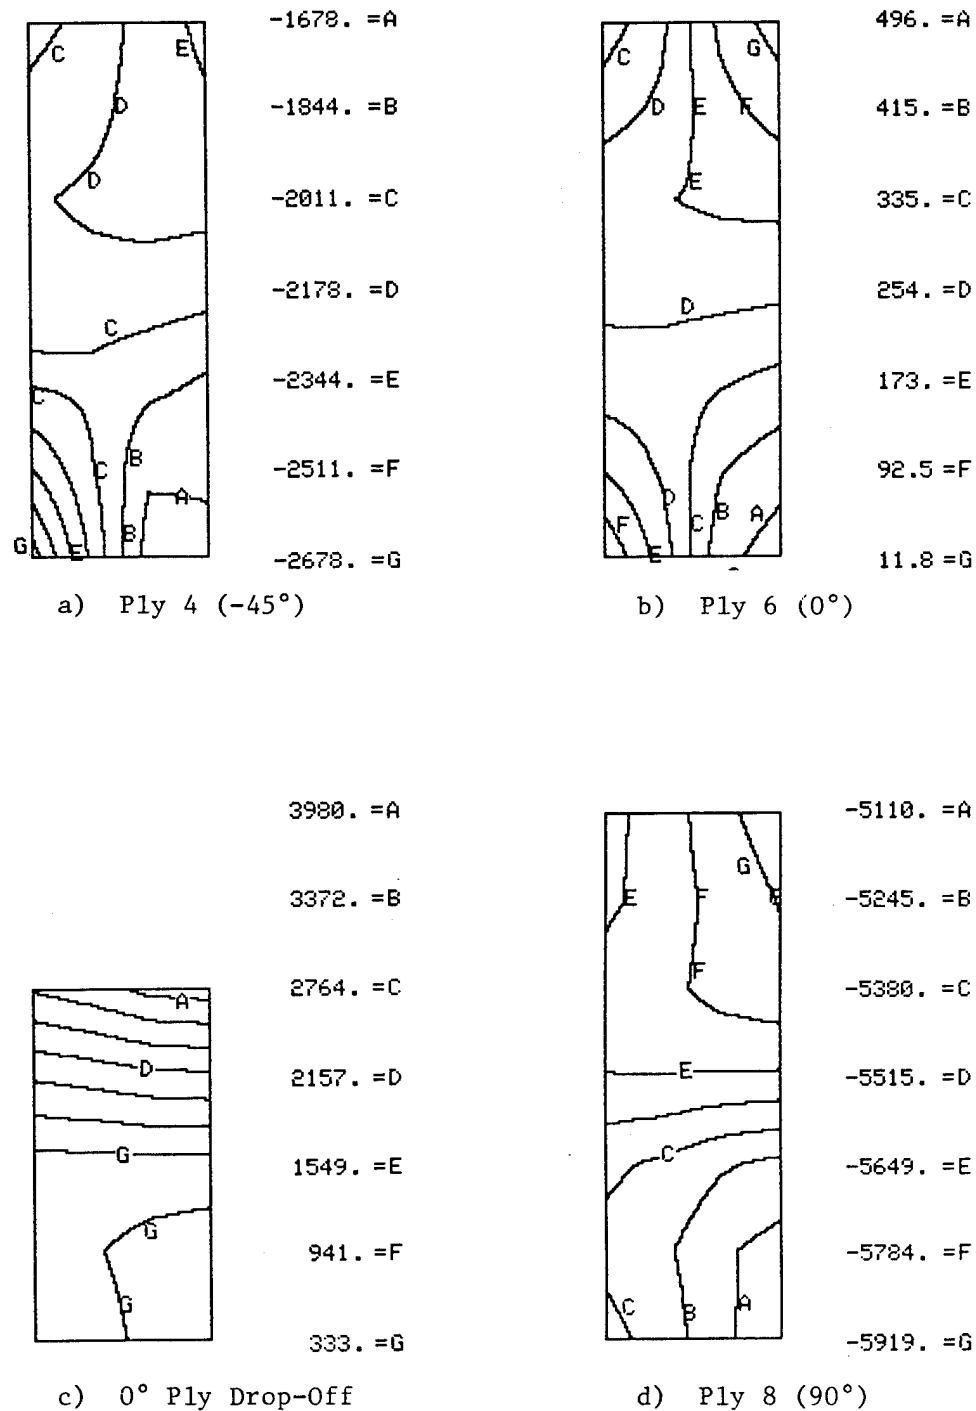 -1678. =A
C
E
-1844. =B
D
D
-2011. =C
-2178. =D
C
-2344. =E
C
B
C
-2511. =F
A
B
G
E
-2678. =G
a) Ply 4 (-45°)
496. =A
C
G
415. =B
D
E
F
E
335. =C
254. =D
D
173. =E
92.5 =F
D
B
A
F
C
E
11.8 =G
b) Ply 6 (0°)
3980. =A
3372. =B
2764. =C
A
D
2157. =D
G
1549. =E
G
941. =F
G
333. =G
c) 0° Ply Drop-Off
-5110. =A
G
E
F
-5245. =B
F
-5380. =C
E
-5515. =D
C
-5649. =E
-5784. =F
C
B
A
-5919. =G
d) Ply 8 (90°)